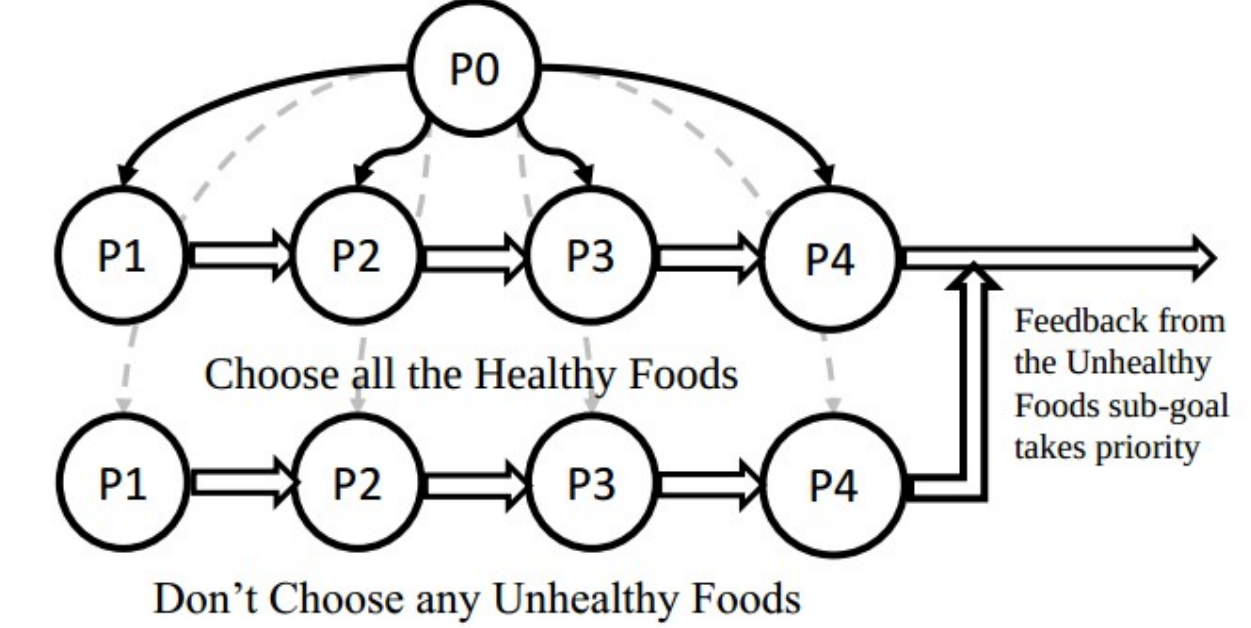 P0
P1
P2
P3
P4
Choose all the Healthy Foods
Feedback from
the Unhealthy
Foods sub-goal
takes priority
P1
P2
P3
P4
Don’t Choose any Unhealthy Foods